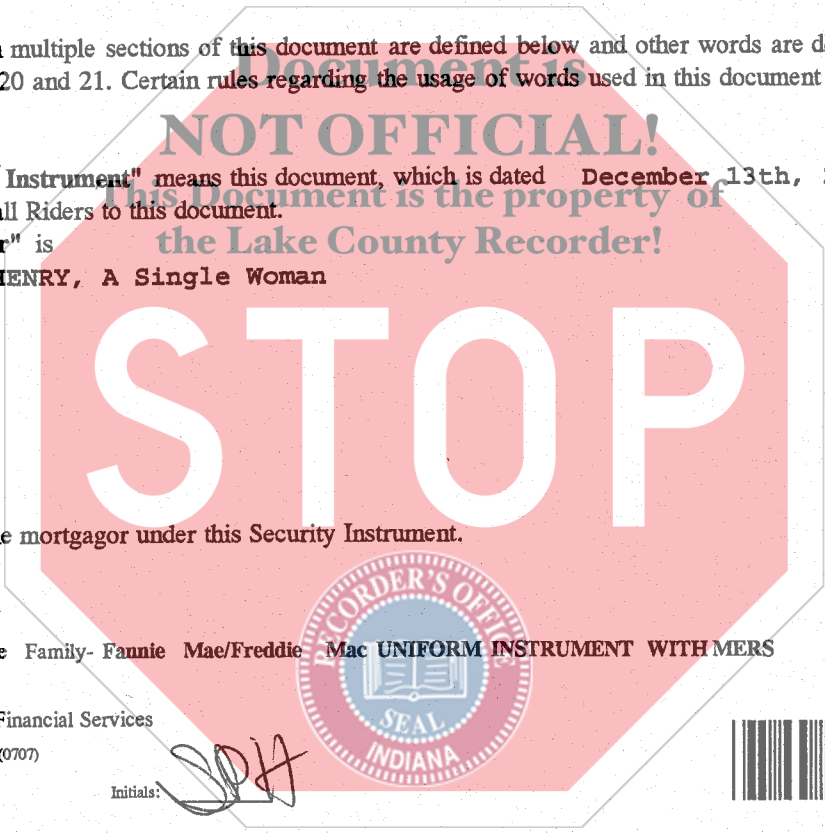 multiple sections of this document are defined below and other words are d
Document is
20 and 21. Certain rules regarding the usage of words used in this document
NOT OFFICIAL!
Instrument" means this document, which is dated December 13th,
This Document is the property of
all Riders to this document.
r" is
the Lake County Recorder!
HENRY, A Single Woman
STOP
e mortgagor under this Security Instrument.
RECORDER'S OFFICE
e Family- Fannie Mae/Freddie Mac UNIFORM INSTRUMENT WITH MERS
SEAL
Financial Services
INDIANA
(0707)
Initials: SPH